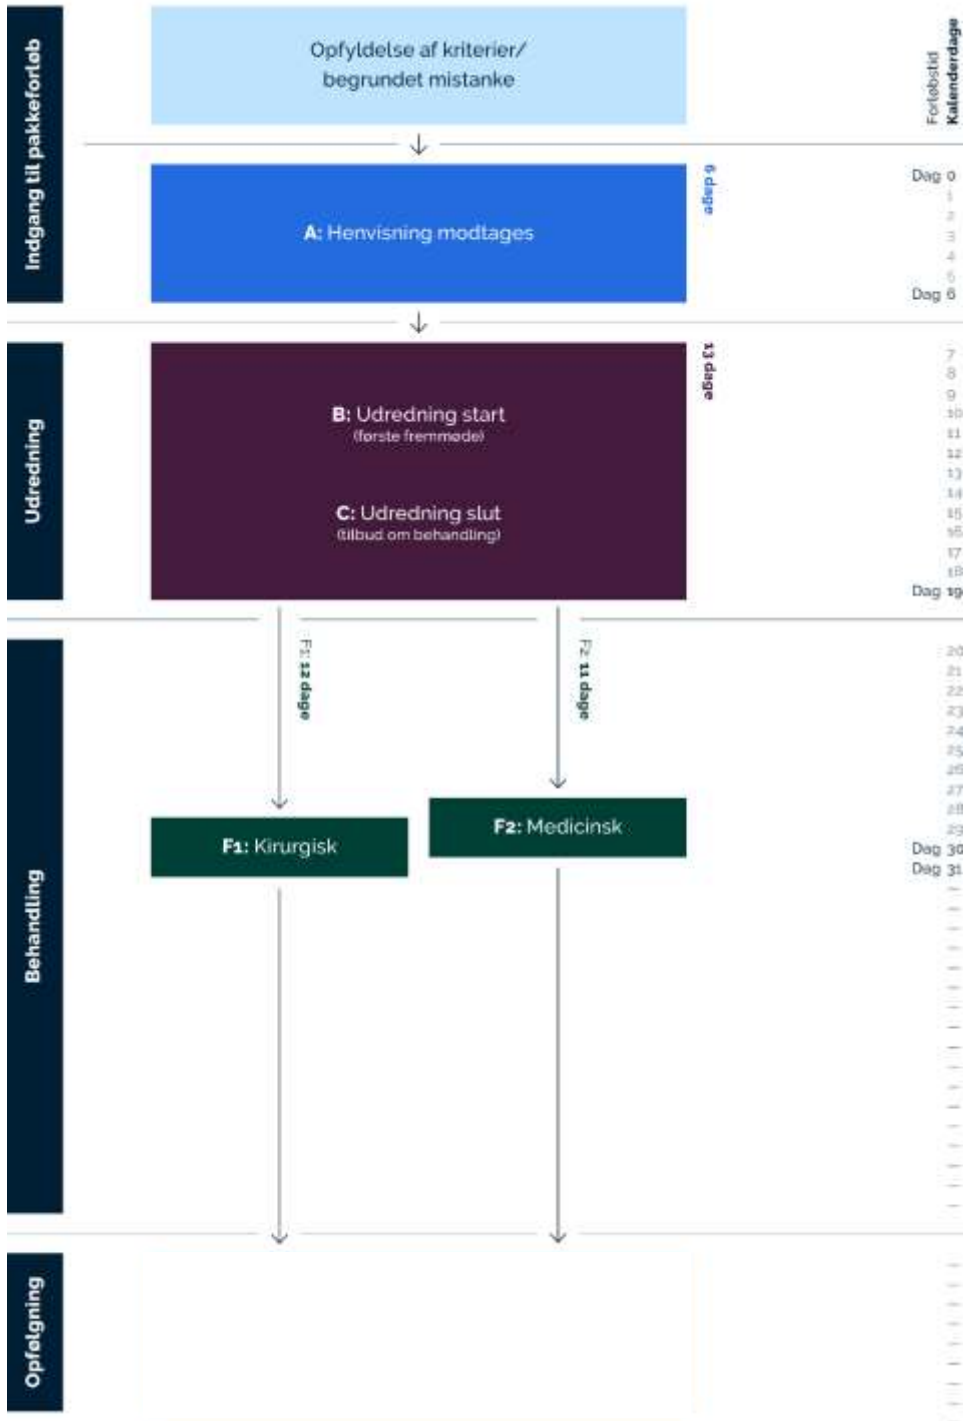 Indgang til pakkeforløb
Opfyldelse af kriterier/
begrundet mistanke
Forløbstid
Kalenderdage
A: Henvisning modtages
6 dage
Dag 0
1
2
3
4
5
Dag 6
Udredning
B: Udredning start
(første fremmøde)
C: Udredning slut
(tilbud om behandling)
13 dage
7
8
9
10
11
12
13
14
15
16
17
18
Dag 19
Behandling
F1: 12 dage
F2: 11 dage
20
21
22
23
24
25
26
27
28
29
Dag 30
Dag 31
F1: Kirurgisk
F2: Medicinsk
Opfølgning